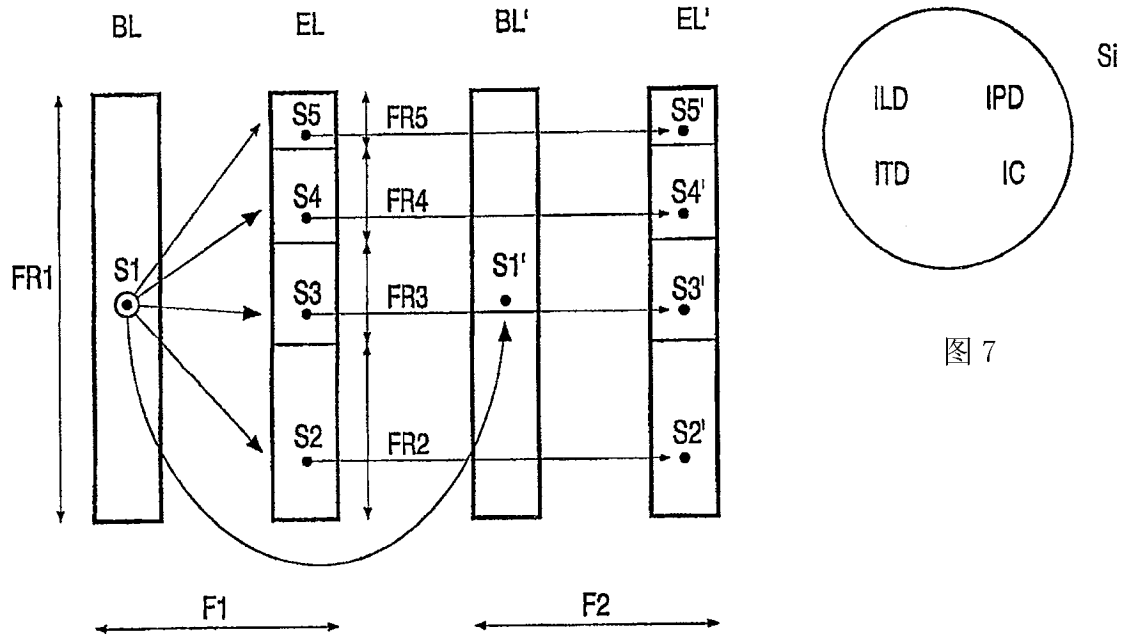 BL EL BL' EL' Si
S5 FR5 S5' ILD IPD
S4 FR4 S4' ITD IC
S1 S1'
FR1 S3 FR3 S3'
图 7
S2 FR2 S2'
F1 F2